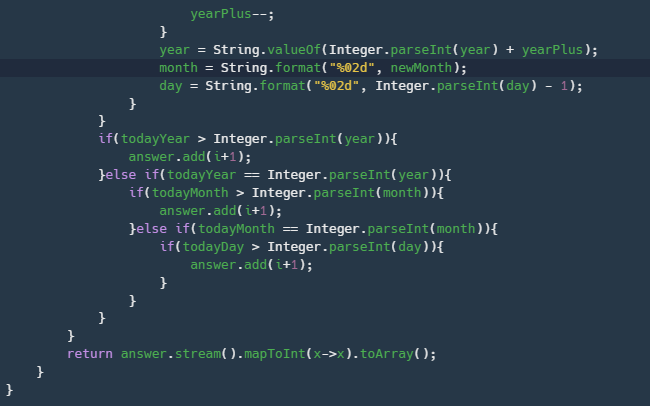 yearPlus--;
}
year = String.valueOf(Integer.parseInt(year) + yearPlus);
month = String.format("%02d", newMonth);
day = String.format("%02d", Integer.parseInt(day) - 1);
}
}
if(todayYear > Integer.parseInt(year)){
answer.add(i+1);
}else if(todayYear == Integer.parseInt(year)){
if(todayMonth > Integer.parseInt(month)){
answer.add(i+1);
}else if(todayMonth == Integer.parseInt(month)){
if(todayDay > Integer.parseInt(day)){
answer.add(i+1);
}
}
}
}
return answer.stream().mapToInt(x->x).toArray();
}
}